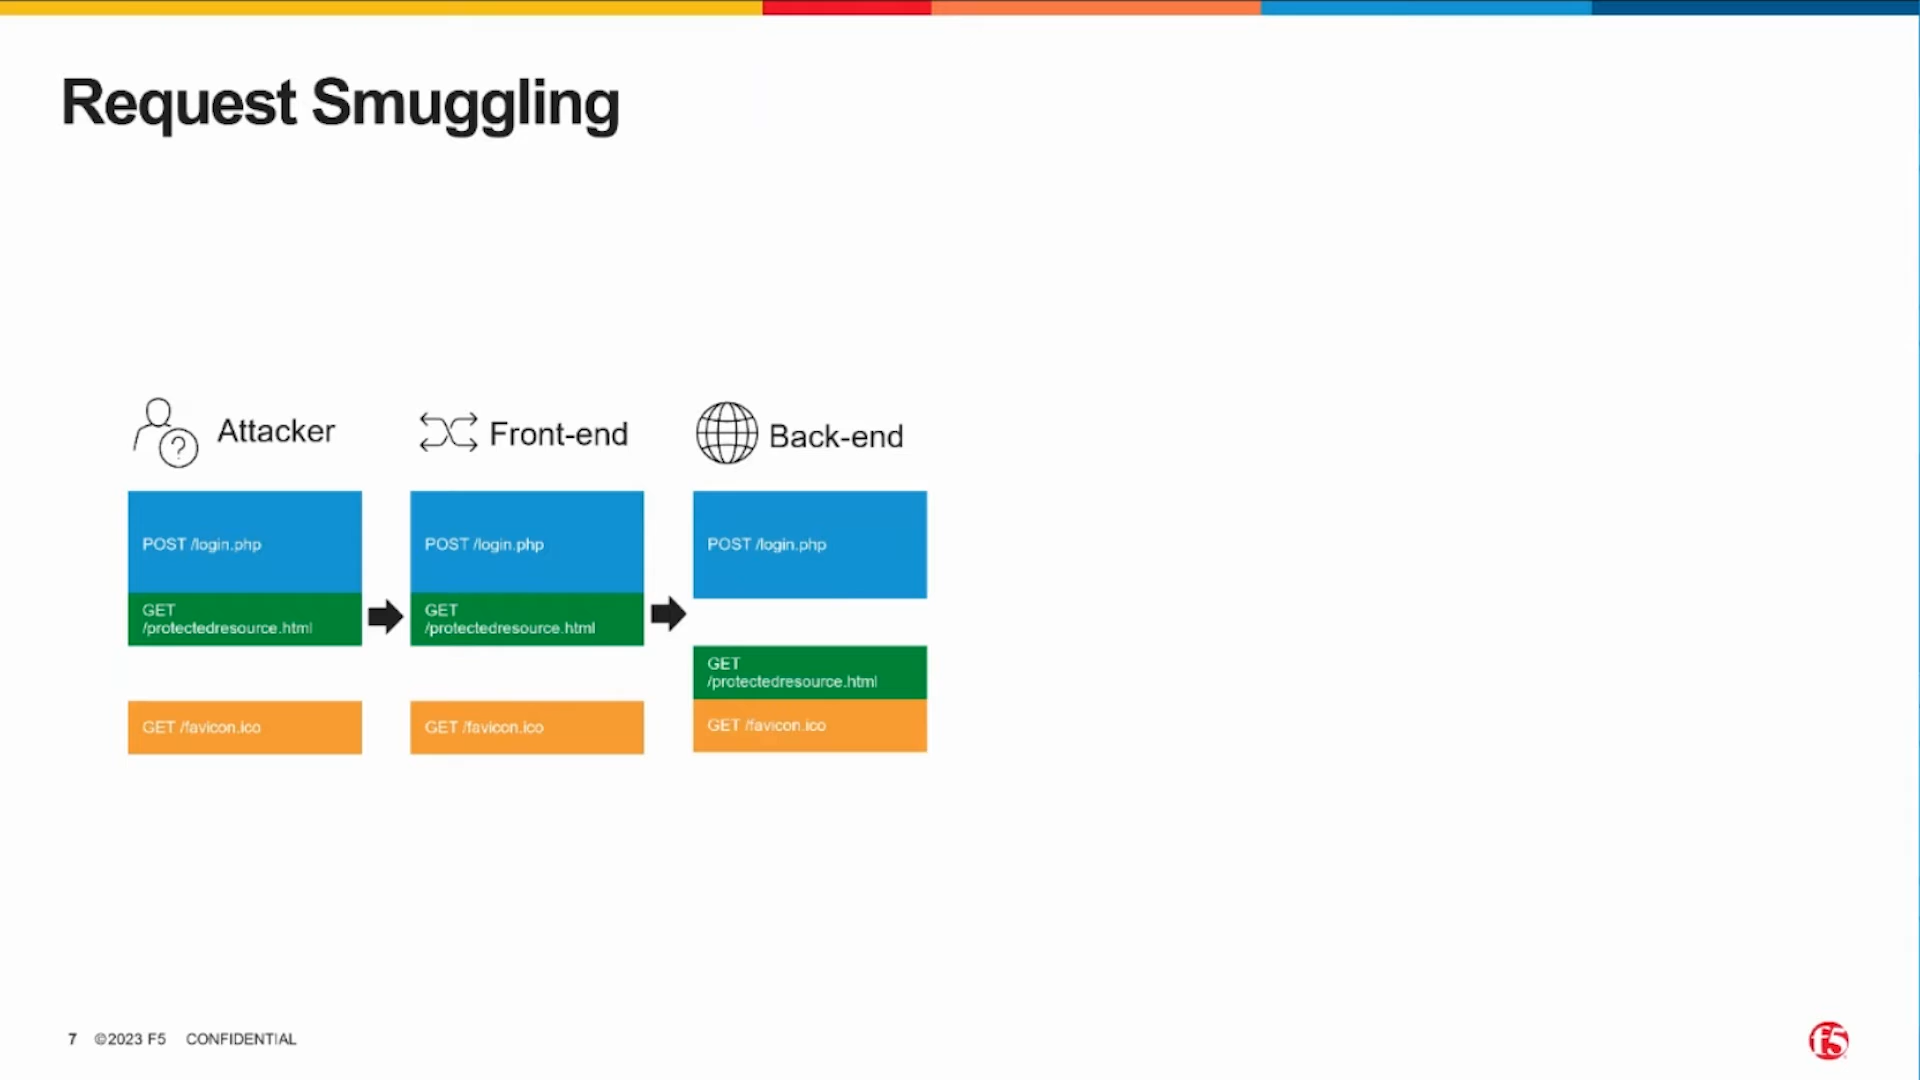 Request Smuggling
Attacker
Front-end
Back-end
POST /login.php
POST /login.php
POST /login.php
GET
/protectedresource.html
GET
/protectedresource.html
GET
/protectedresource.html
GET /favicon.ico
GET /favicon.ico
GET /favicon.ico
7 ©2023 F5 CONFIDENTIAL
f5